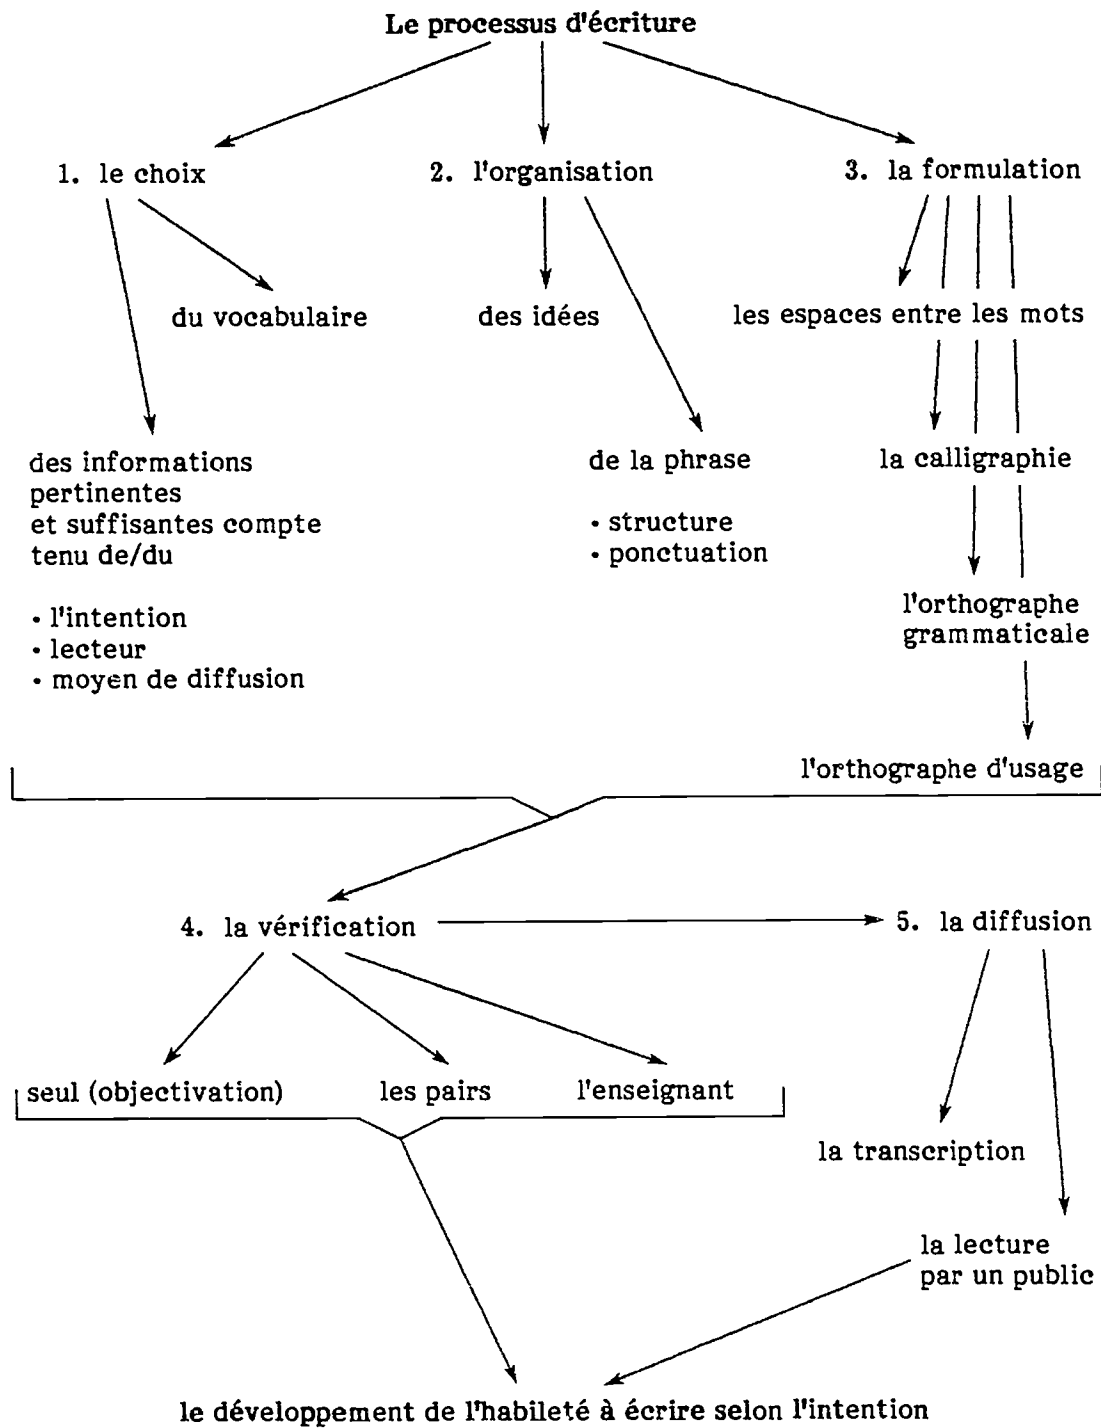 Le processus d'écriture
1. le choix
2. l'organisation
3. la formulation
du vocabulaire
des idées
les espaces entre les mots
des informations
pertinentes
et suffisantes compte
tenu de/du
• l'intention
• lecteur
• moyen de diffusion
de la phrase
• structure
• ponctuation
la calligraphie
l'orthographe
grammaticale
l'orthographe d'usage
4. la vérification
5. la diffusion
seul (objectivation)
les pairs
l'enseignant
la transcription
la lecture
par un public
le développement de l'habileté à écrire selon l'intention